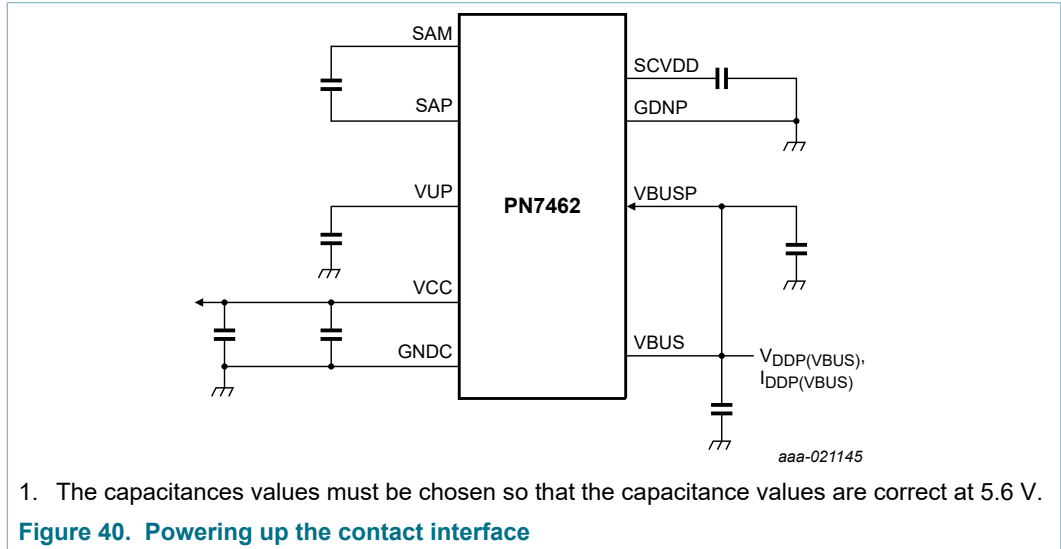 SAM
SCVDD
SAP
GDNP
VUP
PN7462
VBUSP
VCC
GNDC
VBUS
VDDP(VBUS),
IDDP(VBUS)
aaa-021145
1. The capacitances values must be chosen so that the capacitance values are correct at 5.6 V.
Figure 40. Powering up the contact interface